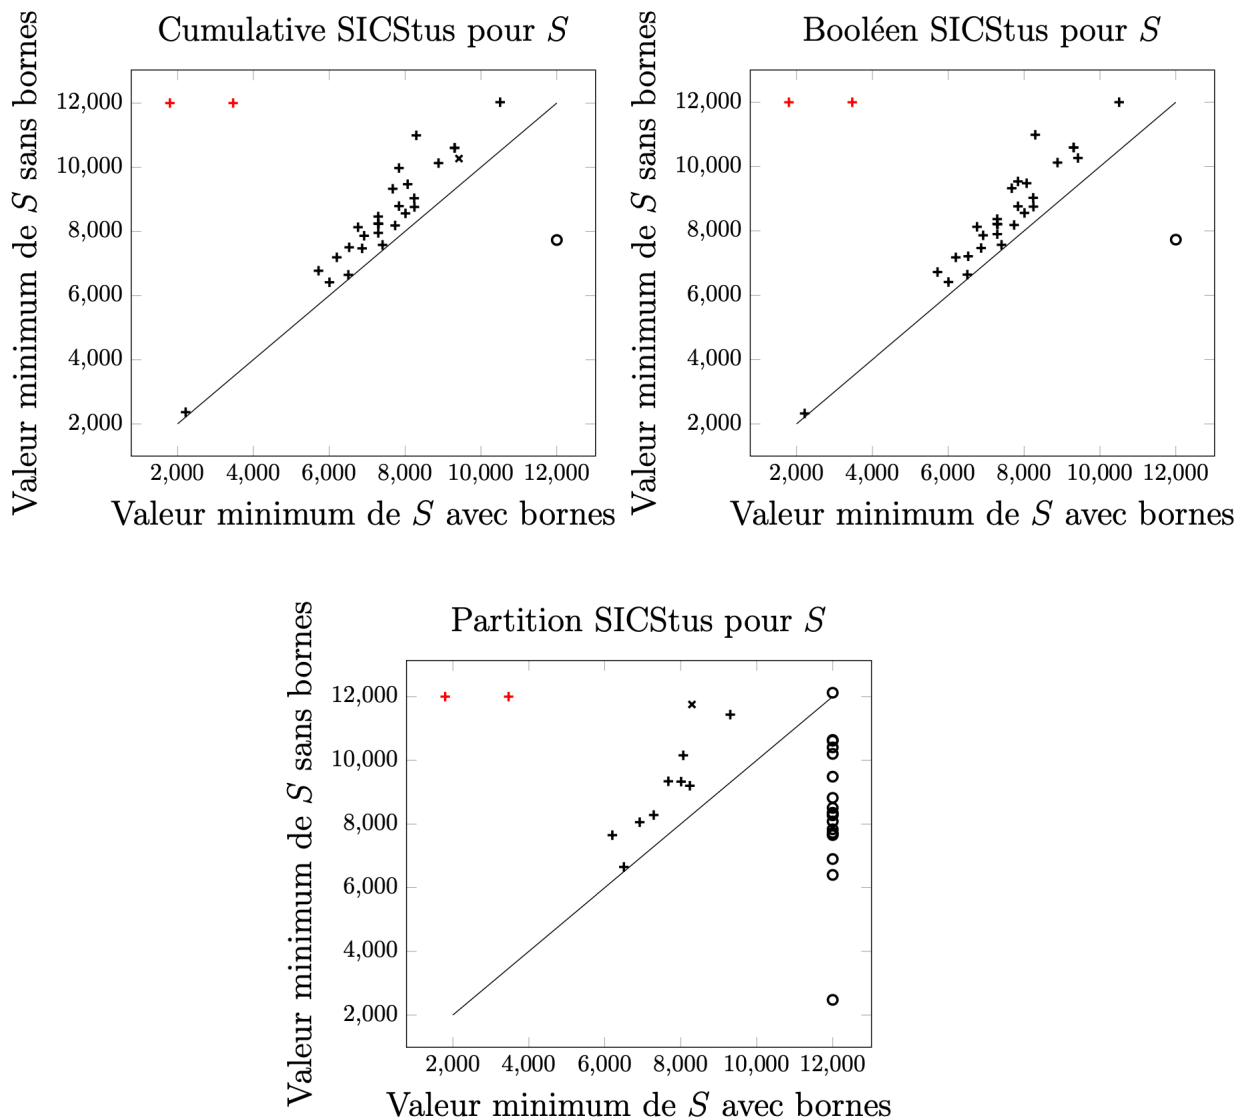 Cumulative SICStus pour S
Valeur minimum de S sans bornes
12,000
10,000
8,000
6,000
4,000
2,000
2,000 4,000 6,000 8,000 10,000 12,000
Valeur minimum de S avec bornes
Booléen SICStus pour S
Valeur minimum de S sans bornes
12,000
10,000
8,000
6,000
4,000
2,000
2,000 4,000 6,000 8,000 10,000 12,000
Valeur minimum de S avec bornes
Partition SICStus pour S
Valeur minimum de S sans bornes
12,000
10,000
8,000
6,000
4,000
2,000
2,000 4,000 6,000 8,000 10,000 12,000
Valeur minimum de S avec bornes